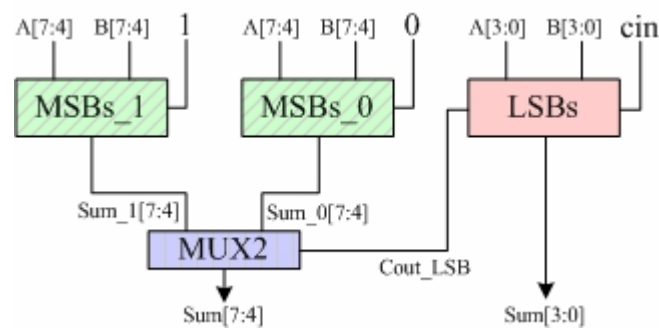 A[7:4] B[7:4] 1 A[7:4] B[7:4] 0 A[3:0] B[3:0] cin
MSBs_1 MSBs_0 LSBs
Sum_1[7:4] Sum_0[7:4]
MUX2
Cout_LSB
Sum[7:4] Sum[3:0]